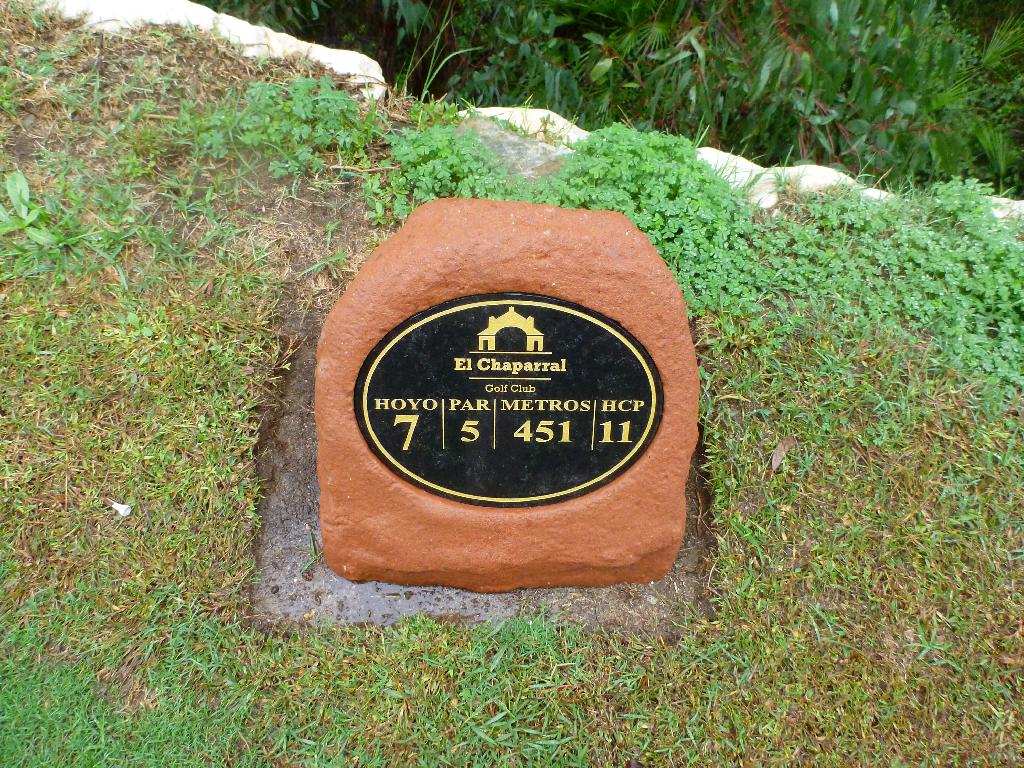 El Chaparral
Golf Club
HOYO PAR METROS HCP
7 5 451 11